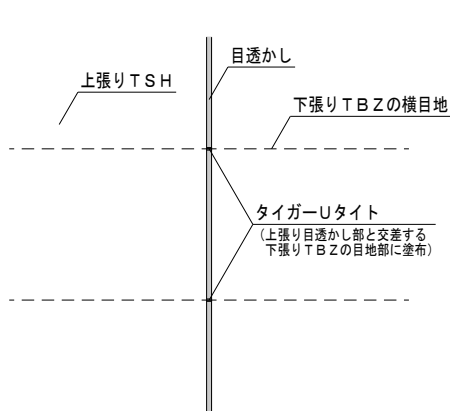 目透かし
上張りTSH
下張りTBZの横目地
タイガーUタイト
(上張り目透かし部と交差する
下張りTBZの目地部に塗布)